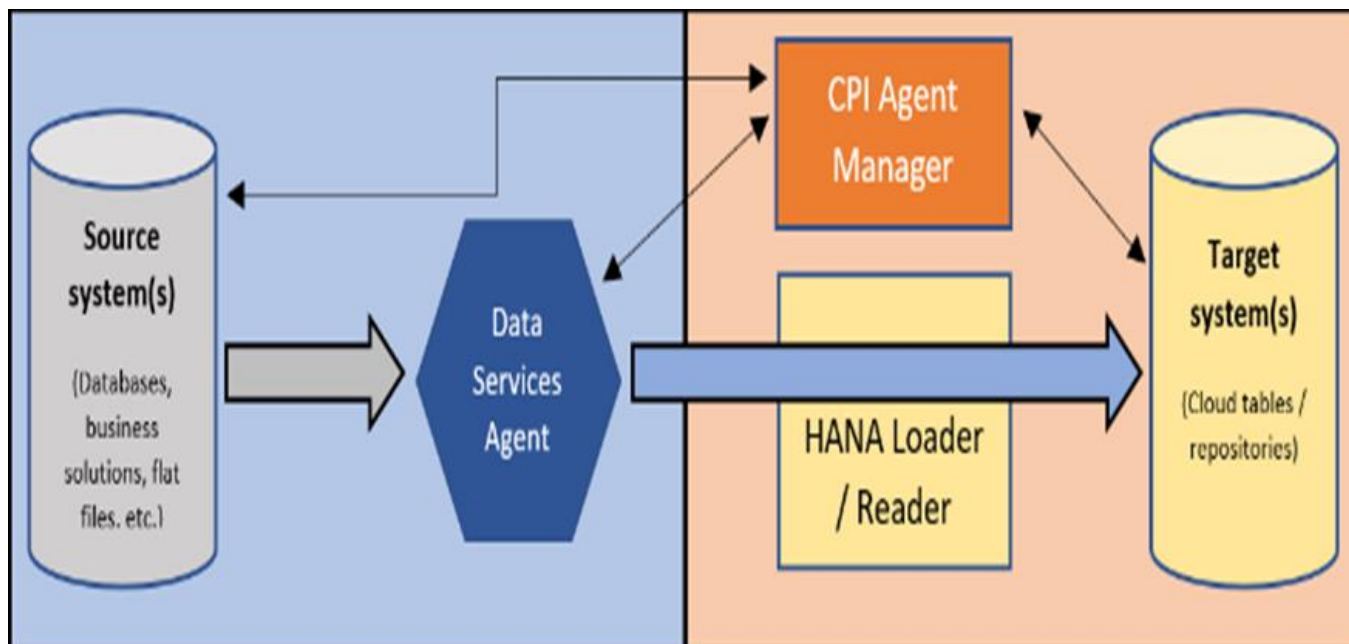 Source
system(s)
(Databases,
business
solutions, flat
files. etc.)
Data
Services
Agent
CPI Agent
Manager
HANA Loader
/ Reader
Target
system(s)
(Cloud tables /
repositories)